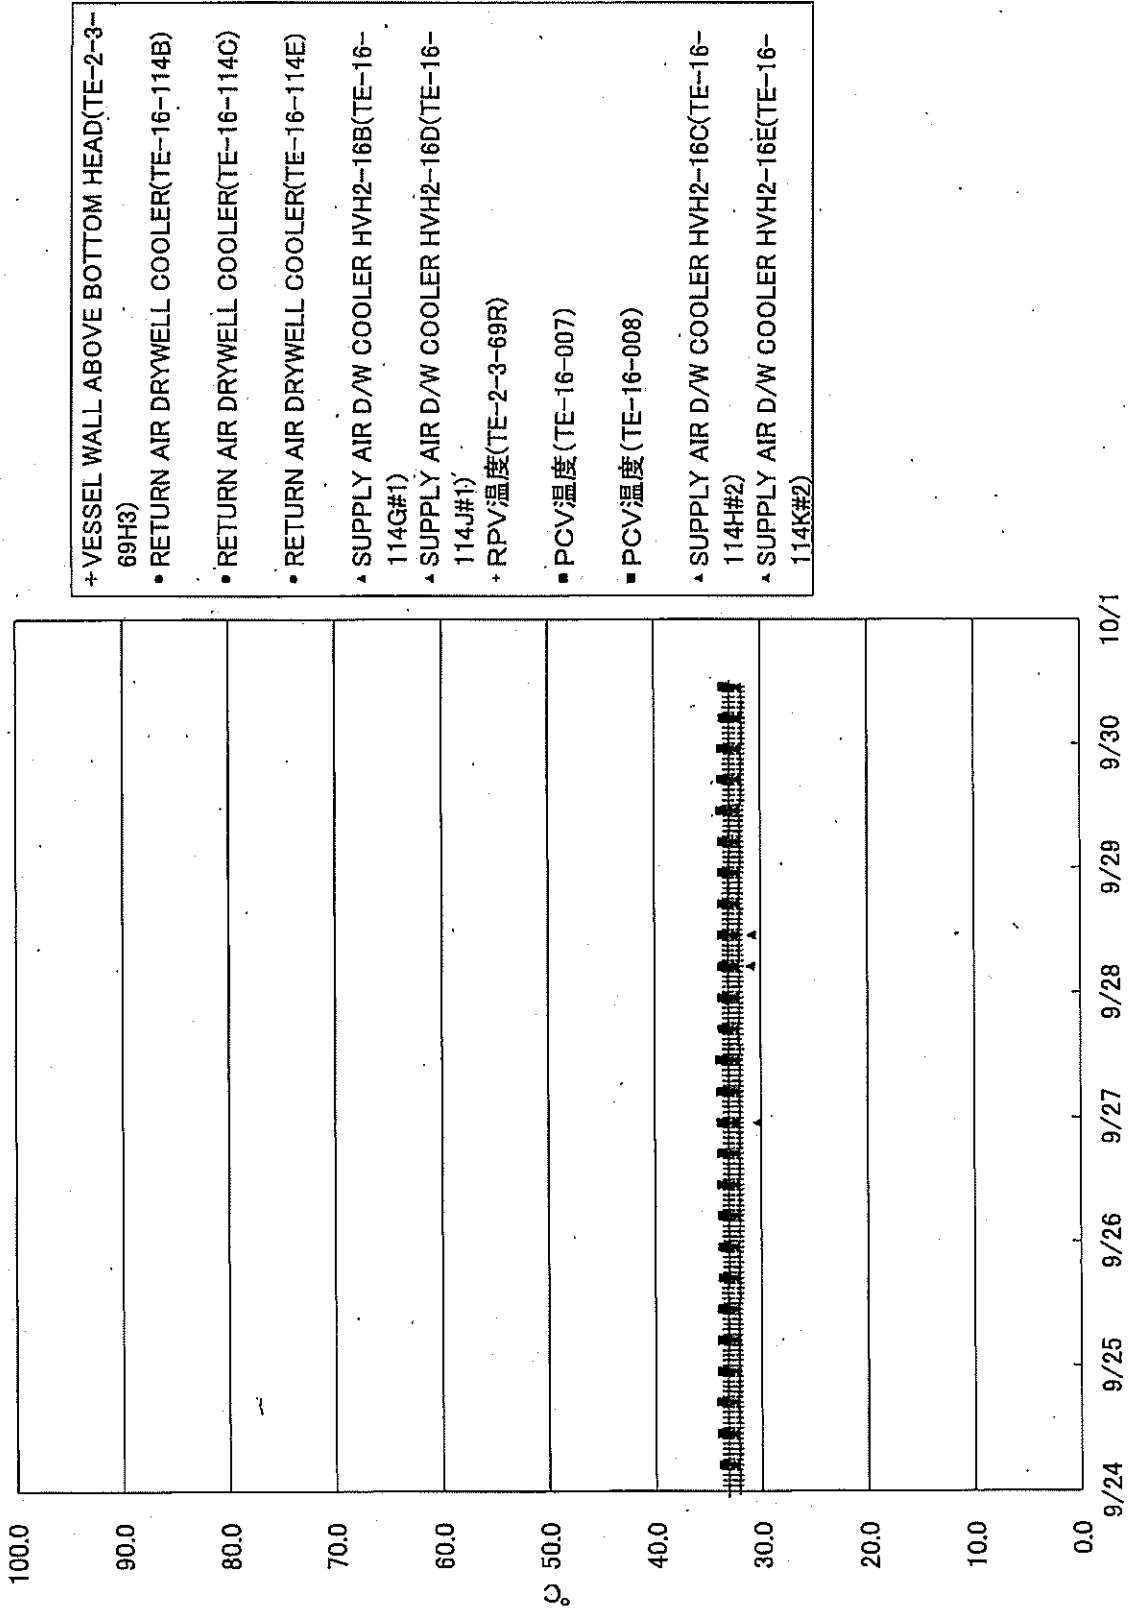 100.0
90.0
80.0
70.0
60.0
50.0
40.0
30.0
20.0
10.0
0.0
℃
9/24
9/25
9/26
9/27
9/28
9/29
9/30
10/1
VESSEL WALL ABOVE BOTTOM HEAD(TE-2-3-
69H3)
RETURN AIR DRYWELL COOLER(TE-16-114B)
RETURN AIR DRYWELL COOLER(TE-16-114C)
RETURN AIR DRYWELL COOLER(TE-16-114E)
SUPPLY AIR D/W COOLER HVH2-16B(TE-16-
114G#1)
SUPPLY AIR D/W COOLER HVH2-16D(TE-16-
114J#1)
RPV温度(TE-2-3-69R)
PCV温度(TE-16-007)
PCV温度(TE-16-008)
SUPPLY AIR D/W COOLER HVH2-16C(TE-16-
114H#2)
SUPPLY AIR D/W COOLER HVH2-16E(TE-16-
114K#2)